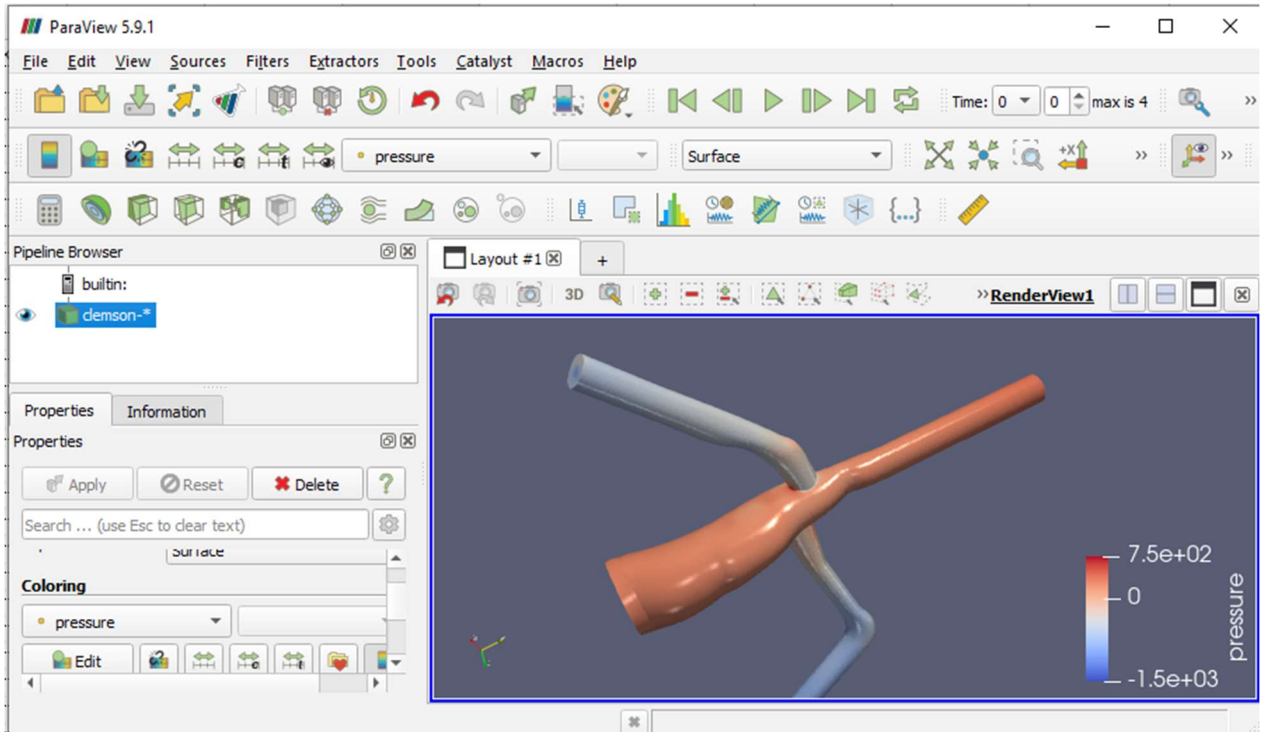 ParaView 5.9.1
File Edit View Sources Filters Extractors Tools Catalyst Macros Help
Time: 0 0 max is 4 »
pressure Surface » »
{...}
Pipeline Browser
Layout #1 +
builtin:
clemson-*
3D »RenderView1
Properties Information
Properties
Apply Reset Delete ?
Search ... (use Esc to clear text)
Surface
Coloring
pressure
Edit
7.5e+02
0
-1.5e+03
pressure